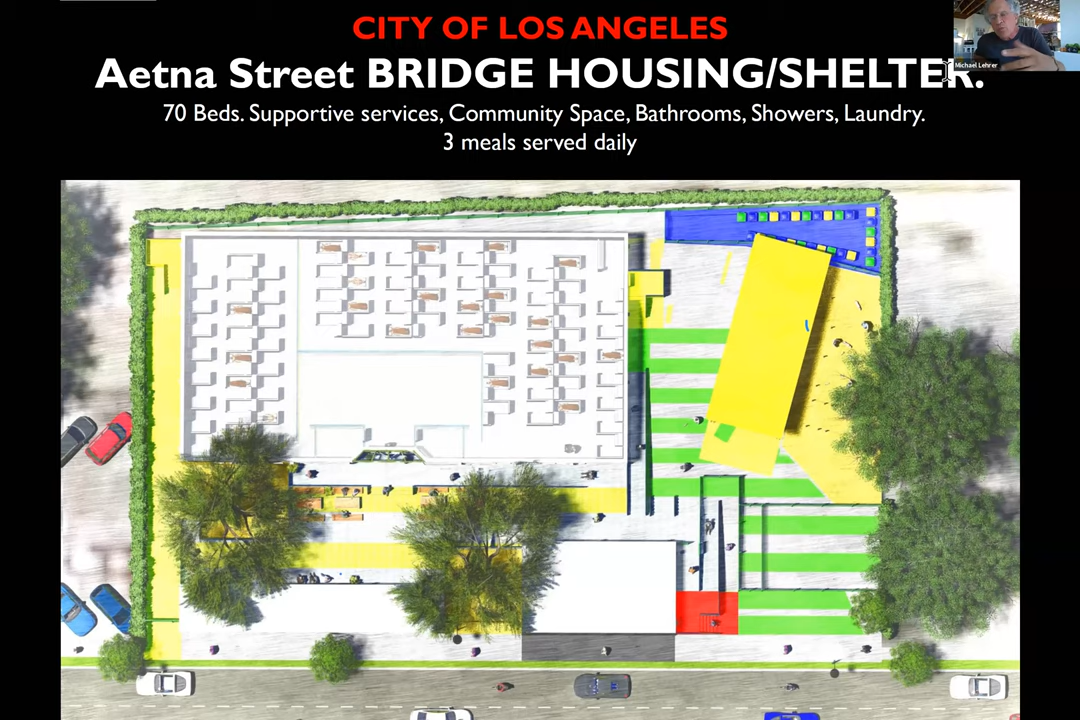 CITY OF LOS ANGELES
Aetna Street BRIDGE HOUSING/SHELTER.
70 Beds. Supportive services, Community Space, Bathrooms, Showers, Laundry.
3 meals served daily
Michael Lehrer